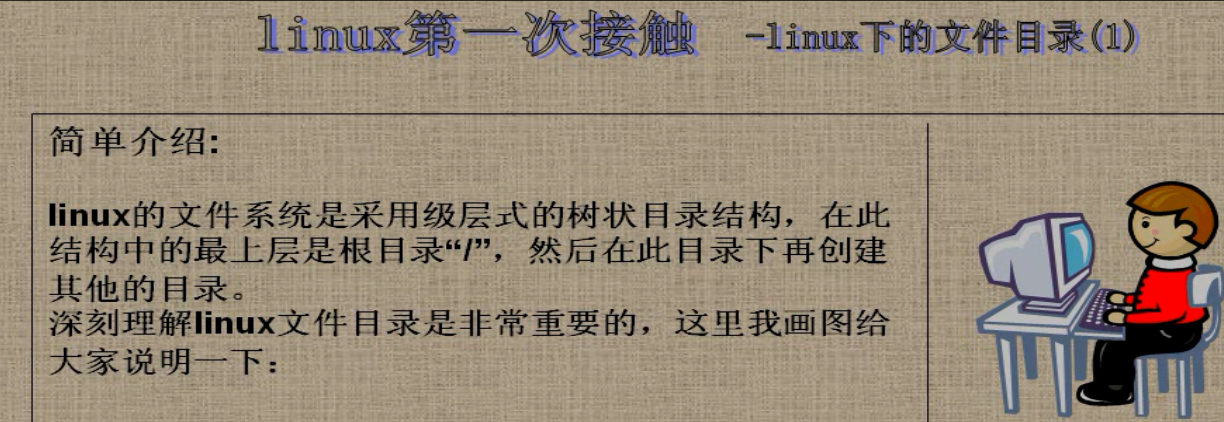 linux第一次接触 -linux下的文件目录(1)
简单介绍:
linux的文件系统是采用级层式的树状目录结构，在此
结构中的最上层是根目录“/”，然后在此目录下再创建
其他的目录。
深刻理解linux文件目录是非常重要的，这里我画图给
大家说明一下：